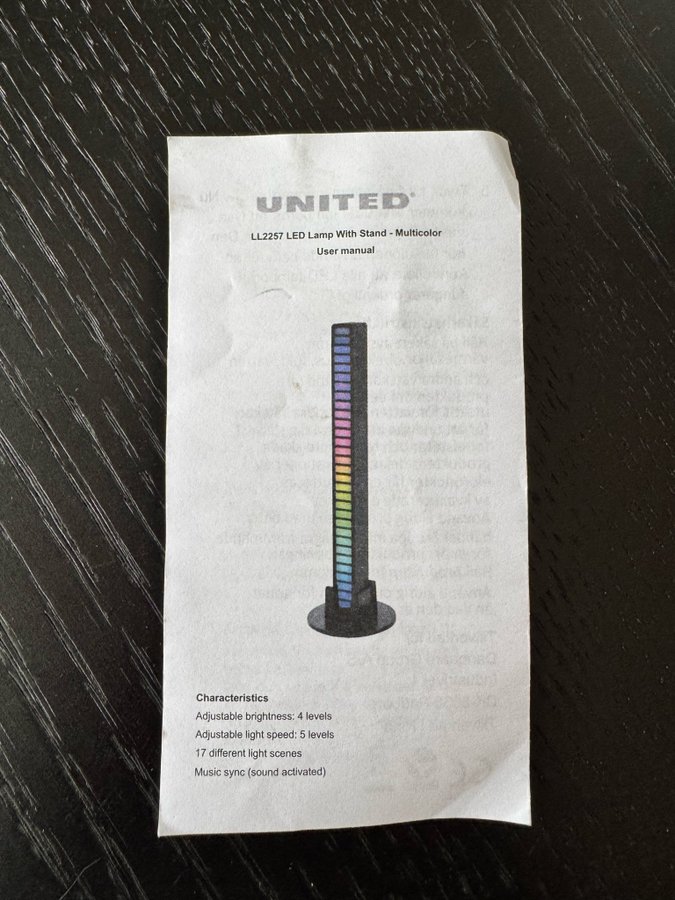 UNITED®
LL2257 LED Lamp With Stand - Multicolor
User manual
Characteristics
Adjustable brightness: 4 levels
Adjustable light speed: 5 levels
17 different light scenes
Music sync (sound activated)